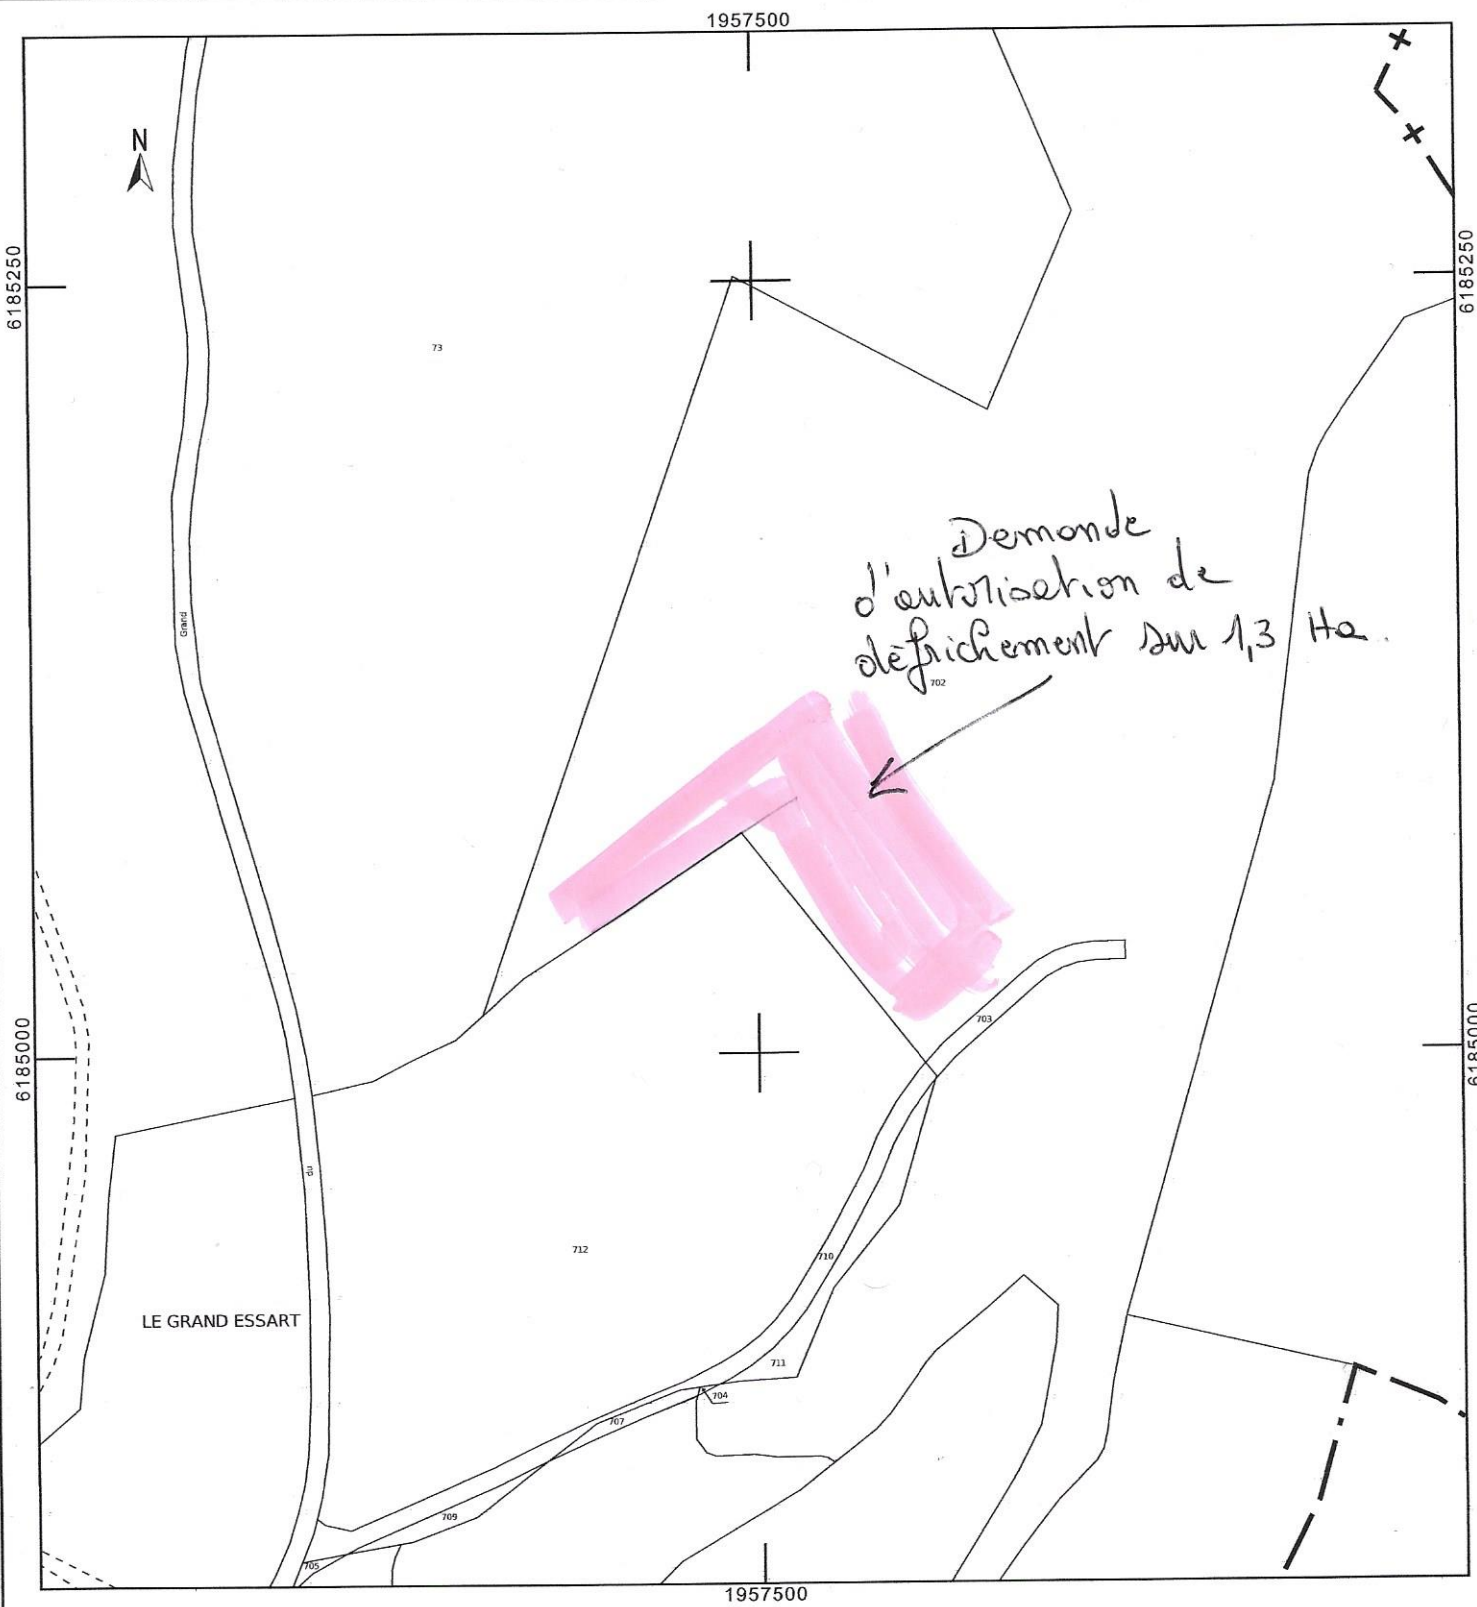 1957500
N
6185250
6185250
73
Grand
Demande
d'autorisation de
défrichement sur 1,3 Ha.
702
703
6185000
6185000
du
712
710
LE GRAND ESSART
711
704
707
709
705
1957500